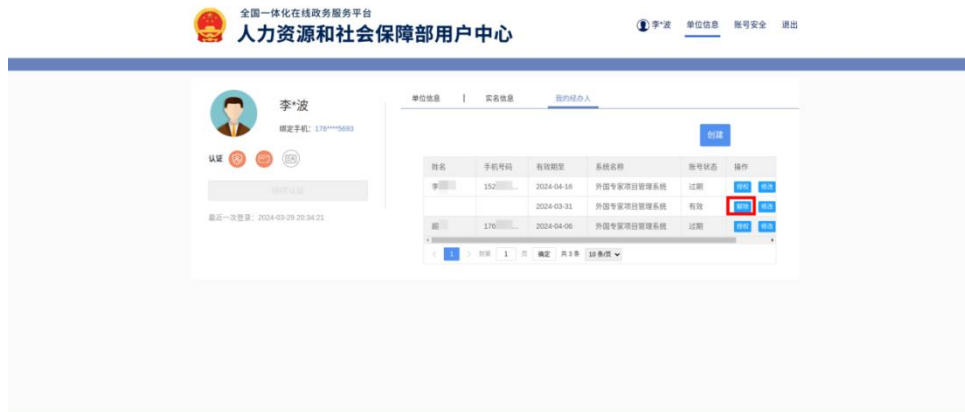 全国一体化在线政务服务平台
人力资源和社会保障部用户中心
李*波 单位信息 账号安全 退出
李*波
绑定手机：176****5693
认证
最近一次登录：2024-03-29 20:34:21
单位信息 | 实名信息 我的经办人
创建
姓名 手机号码 有效期至 系统名称 账号状态 操作
李 152 ... 2024-04-16 外国专家项目管理系统 过期 授权 修改
2024-03-31 外国专家项目管理系统 有效 解除 修改
176 ... 2024-04-06 外国专家项目管理系统 过期 授权 修改
< 1 > 到第 1 页 确定 共 3 条 10 条/页